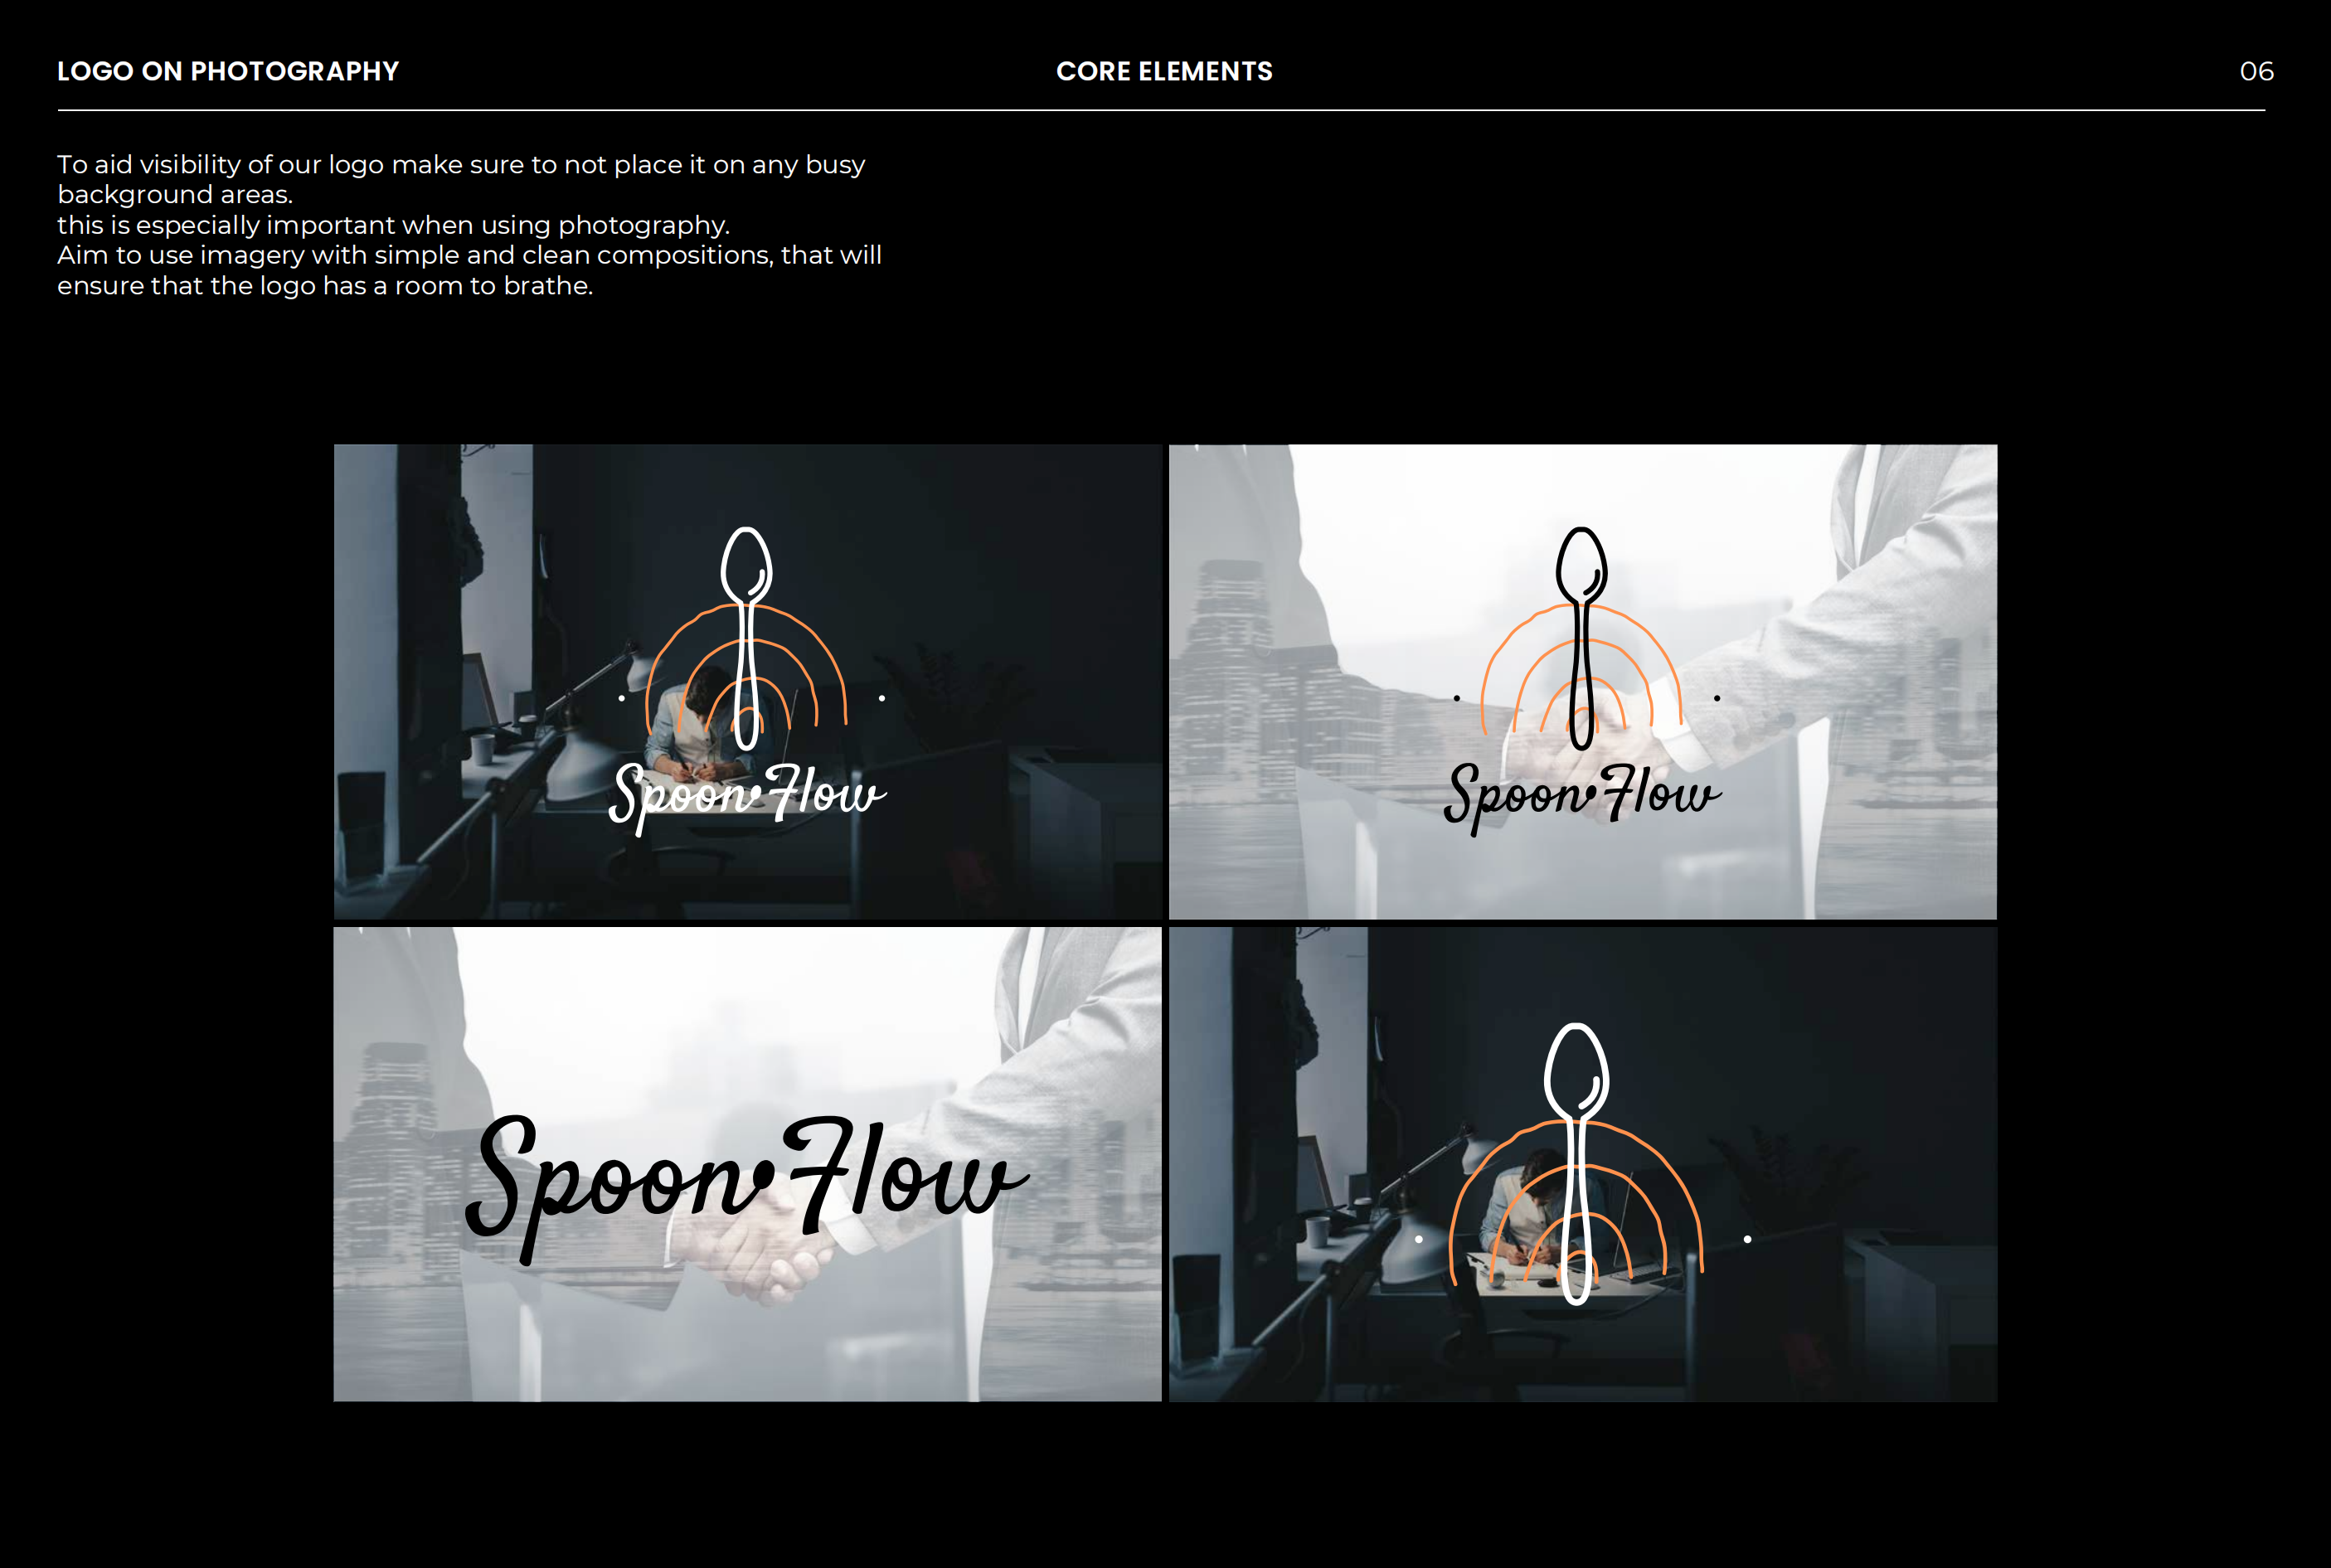 LOGO ON PHOTOGRAPHY
CORE ELEMENTS
06
To aid visibility of our logo make sure to not place it on any busy
background areas.
this is especially important when using photography.
Aim to use imagery with simple and clean compositions, that will
ensure that the logo has a room to brathe.
Spoon•Flow
Spoon•Flow
Spoon•Flow